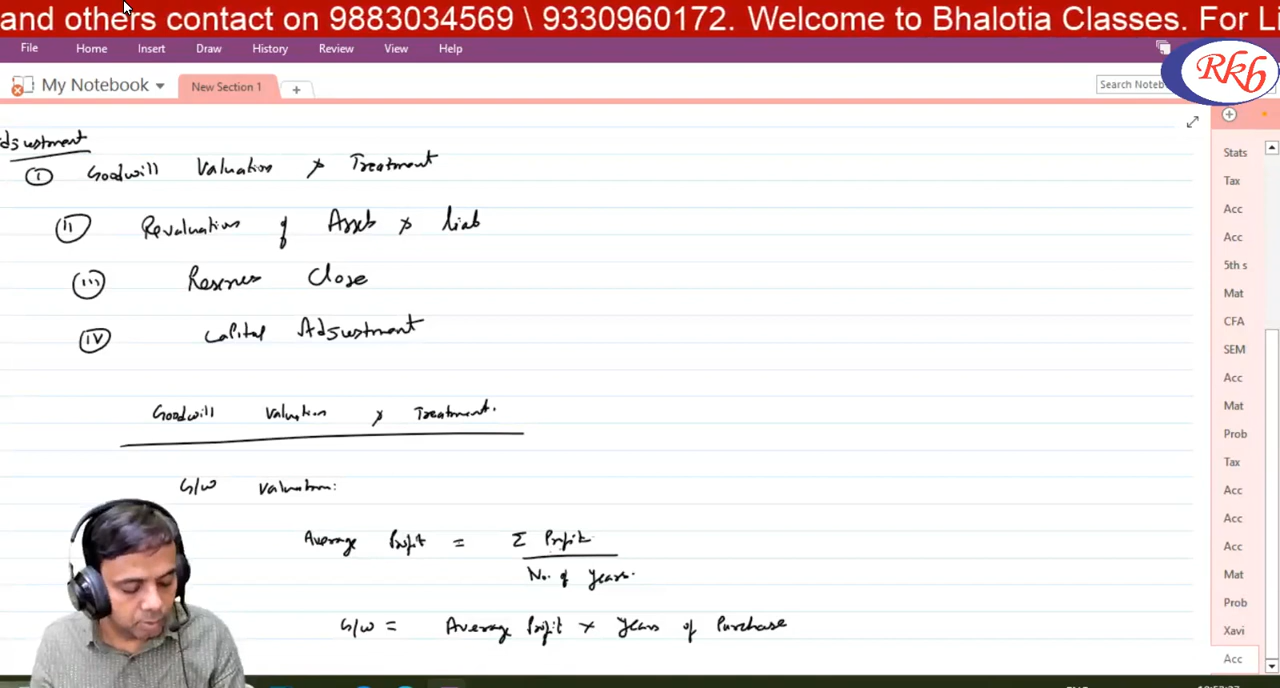 and others contact on 9883034569 \ 9330960172. Welcome to Bhalotia Classes. For Li
File Home Insert Draw History Review View Help
My Notebook New Section 1 + Search Noteb
Rkb
Adjustment
(i) Goodwill Valuation & Treatment
(ii) Revaluation of Asset & Liab
(iii) Reserves Close
(iv) Capital Adjustment
Goodwill Valuation & Treatment.
G/W Valuation:
Average Profit = Σ Profit
No. of Years.
G/W = Average Profit × Years of Purchase
Stats
Tax
Acc
Acc
5th s
Mat
CFA
SEM
Acc
Mat
Prob
Tax
Acc
Acc
Acc
Mat
Prob
Xavi
Acc